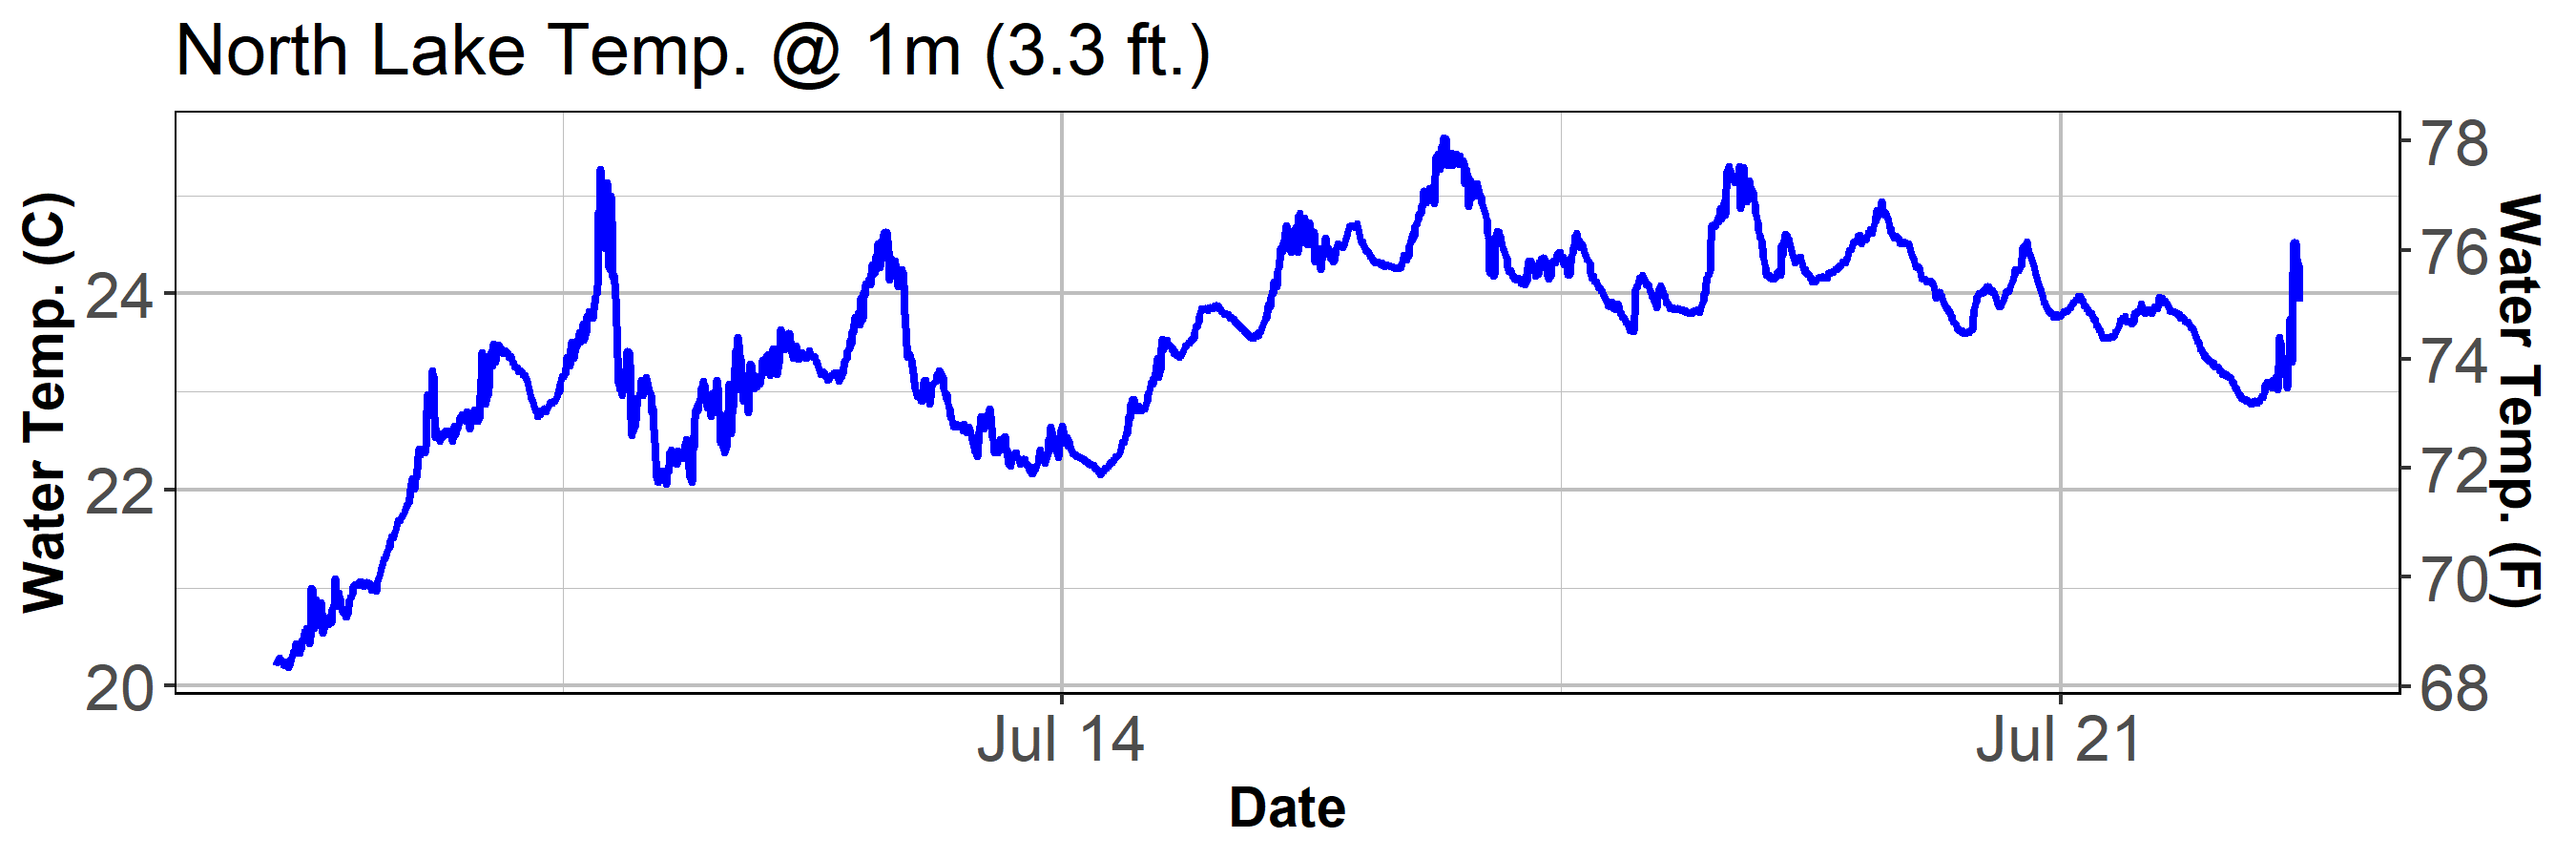 North Lake Temp. @ 1m (3.3 ft.)
Water Temp. (C)
24
22
20
78
76
74
72
70
68
Water Temp. (F)
Jul 14
Jul 21
Date